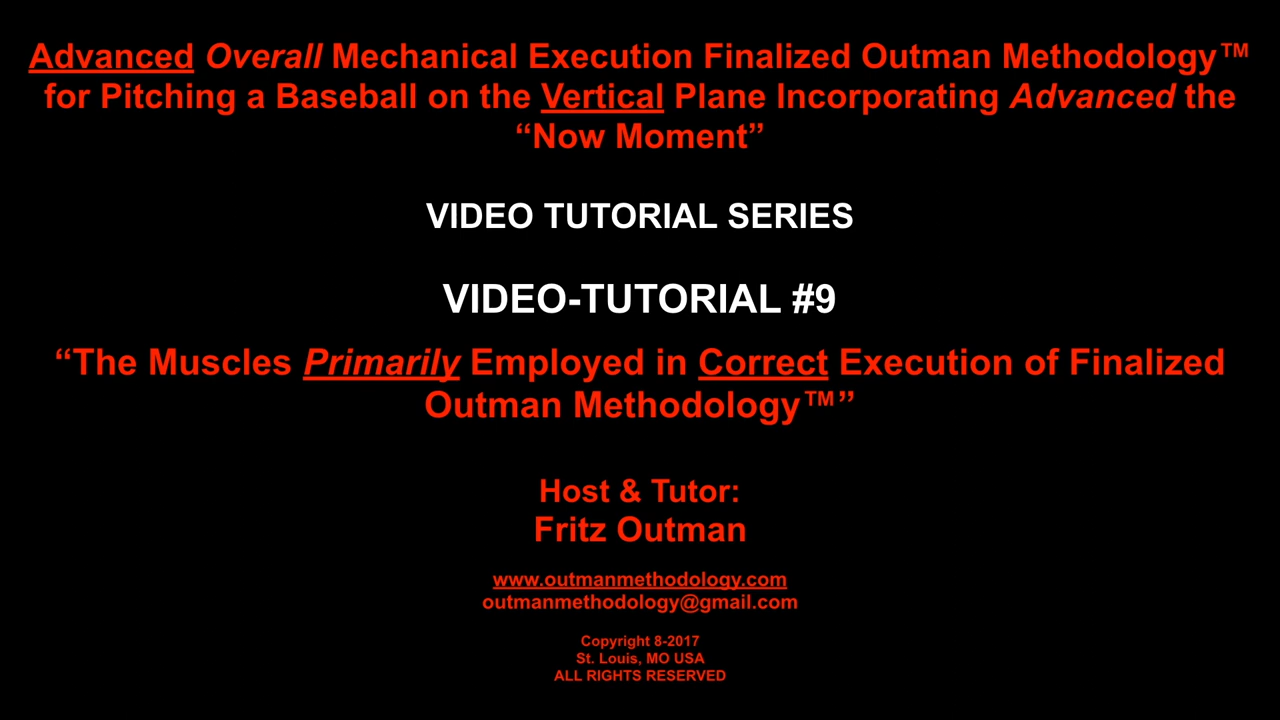 Advanced Overall Mechanical Execution Finalized Outman Methodology™
for Pitching a Baseball on the Vertical Plane Incorporating Advanced the
“Now Moment”
VIDEO TUTORIAL SERIES
VIDEO-TUTORIAL #9
“The Muscles Primarily Employed in Correct Execution of Finalized
Outman Methodology™”
Host & Tutor:
Fritz Outman
www.outmanmethodology.com
outmanmethodology@gmail.com
Copyright 8-2017
St. Louis, MO USA
ALL RIGHTS RESERVED